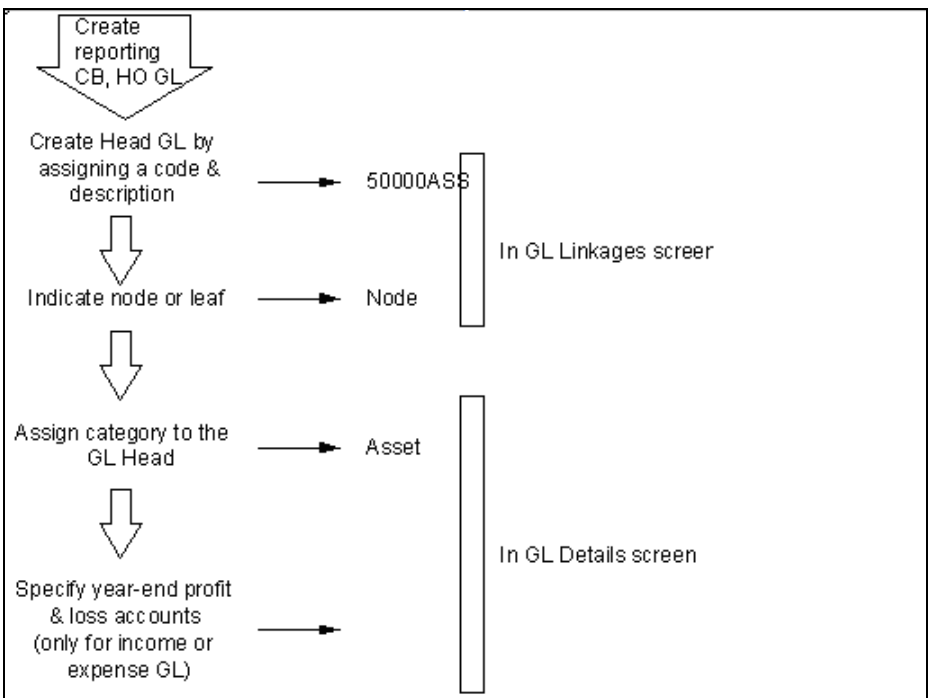 Create
reporting
CB, HO GL
Create Head GL by
assigning a code &
description
50000ASS
In GL Linkages screer
Indicate node or leaf
Node
Assign category to the
GL Head
Asset
In GL Details screen
Specify year-end profit
& loss accounts
(only for income or
expense GL)